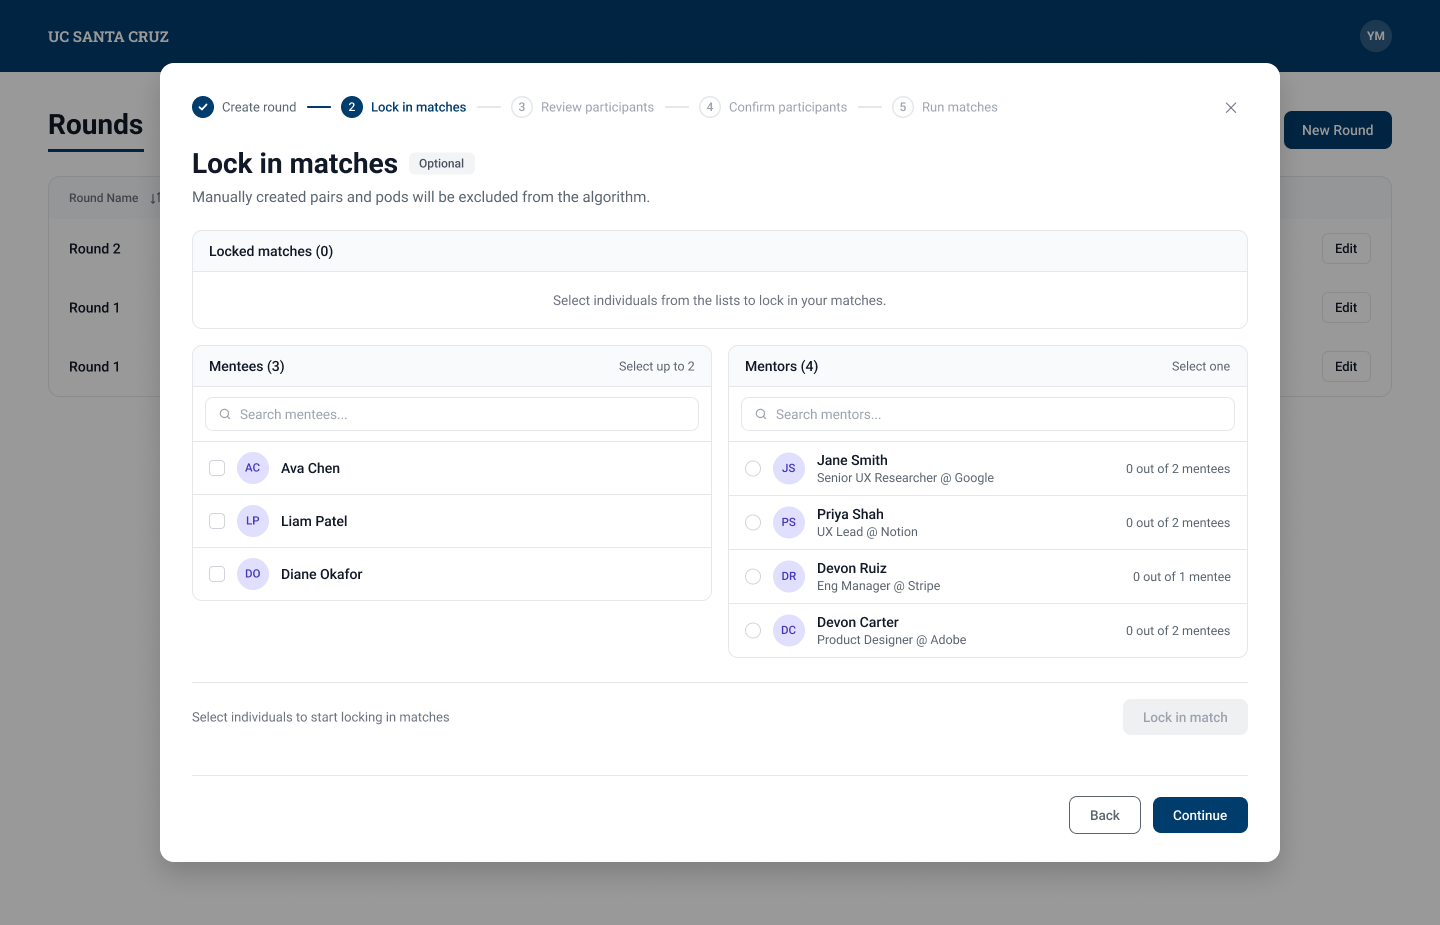 UC SANTA CRUZ
YM
Create round
2 Lock in matches
3 Review participants
4 Confirm participants
5 Run matches
Rounds
New Round
Lock in matches
Optional
Manually created pairs and pods will be excluded from the algorithm.
Round Name
Round 2
Edit
Round 1
Edit
Round 1
Edit
Locked matches (0)
Select individuals from the lists to lock in your matches.
Mentees (3)
Select up to 2
Search mentees...
AC Ava Chen
LP Liam Patel
DO Diane Okafor
Mentors (4)
Select one
Search mentors...
JS Jane Smith
Senior UX Researcher @ Google
0 out of 2 mentees
PS Priya Shah
UX Lead @ Notion
0 out of 2 mentees
DR Devon Ruiz
Eng Manager @ Stripe
0 out of 1 mentee
DC Devon Carter
Product Designer @ Adobe
0 out of 2 mentees
Select individuals to start locking in matches
Lock in match
Back
Continue